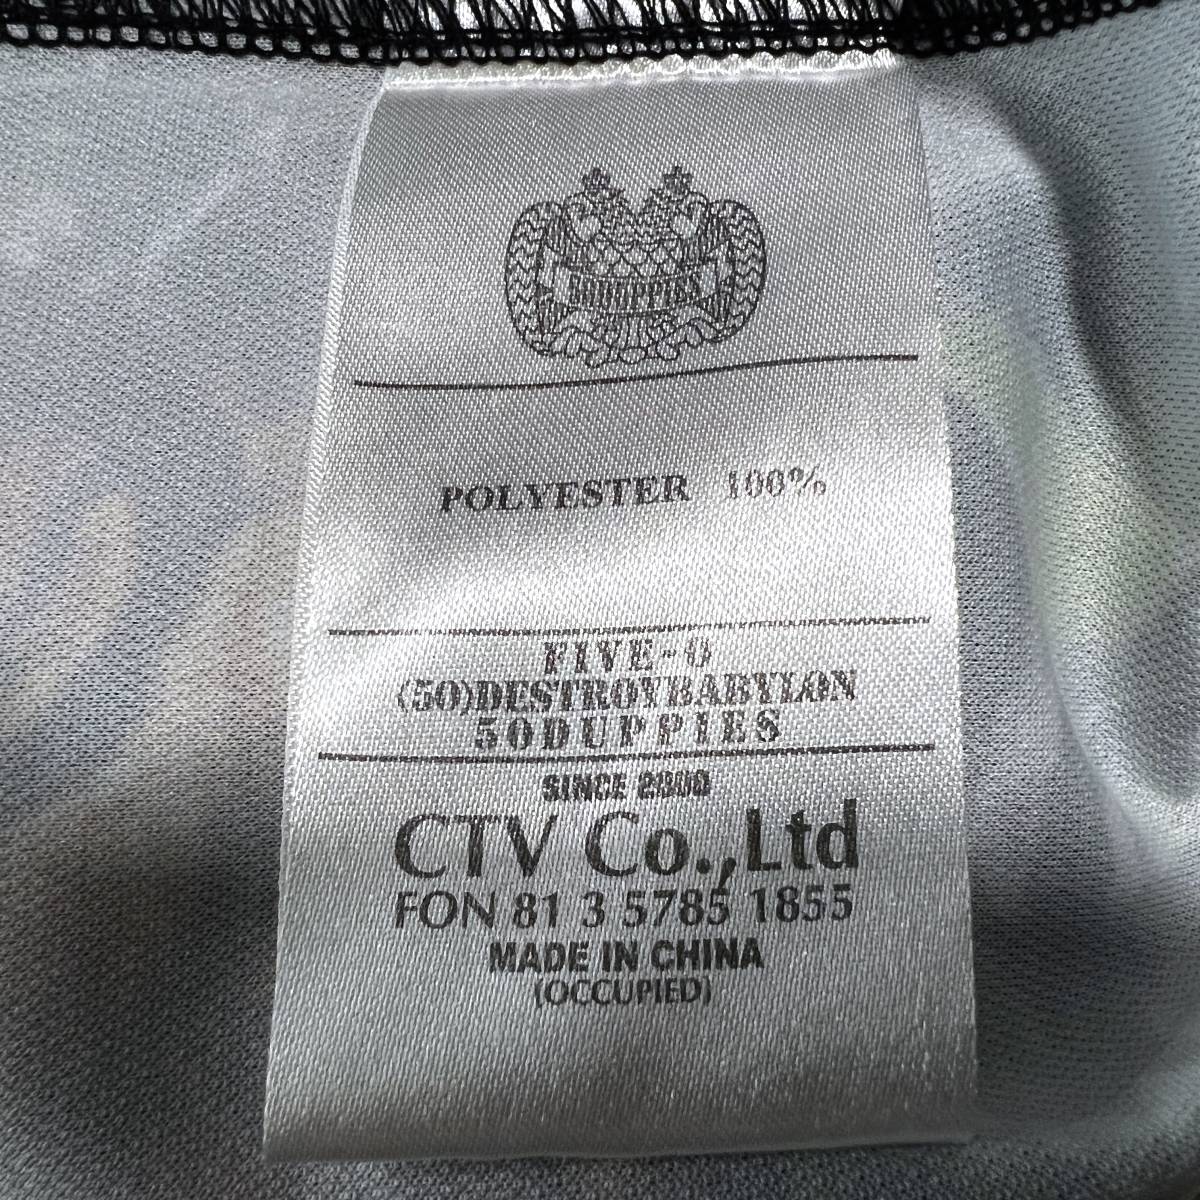 50DUPPIES
POLYESTER 100%
FIVE-0
(50)DESTROYBABYLON
50DUPPIES
SINCE 2000
CTV Co.,Ltd
FON 81 3 5785 1855
MADE IN CHINA
(OCCUPIED)